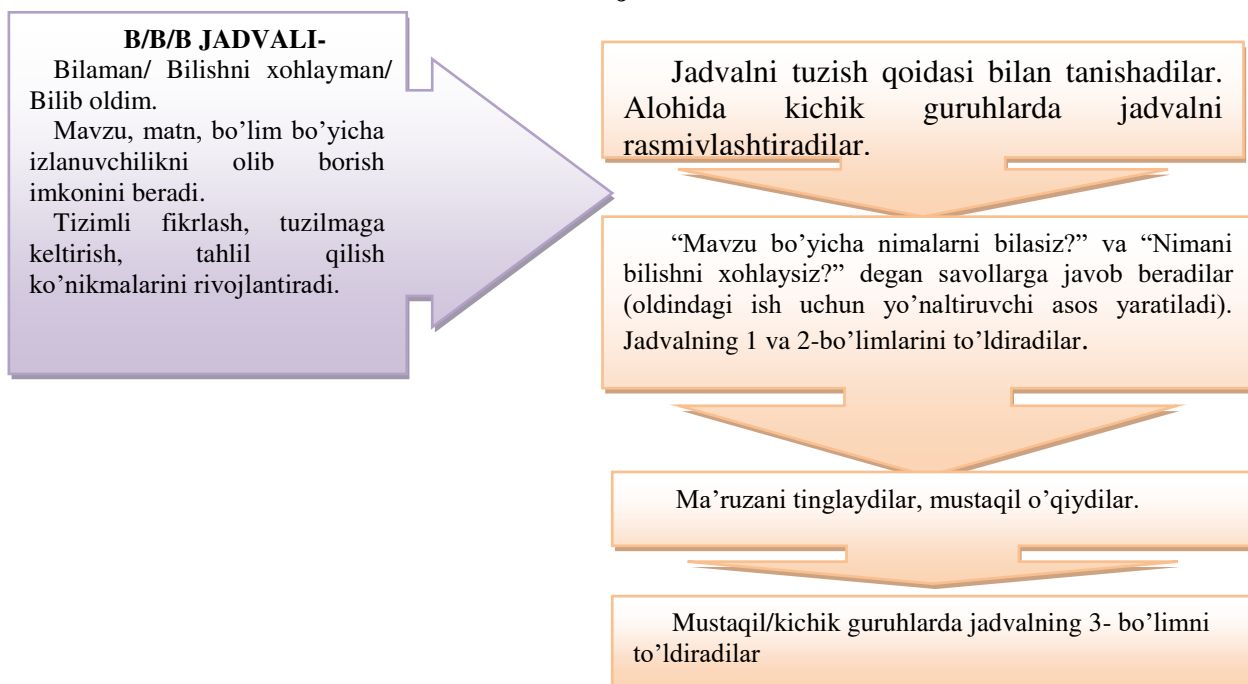 B/B/B JADVALI-
Bilaman/ Bilishni xohlayman/
Bilib oldim.
Mavzu, matn, bo’lim bo’yicha
izlanuvchilikni olib borish
imkonini beradi.
Tizimli fikrlash, tuzilmaga
keltirish, tahlil qilish
ko’nikmalarini rivojlantiradi.
Jadvalni tuzish qoidasi bilan tanishadilar.
Alohida kichik guruhlarda jadvalni
rasmivlashtiradilar.
“Mavzu bo’yicha nimalarni bilasiz?” va “Nimani
bilishni xohlaysiz?” degan savollarga javob beradilar
(oldindagi ish uchun yo’naltiruvchi asos yaratiladi).
Jadvalning 1 va 2-bo’limlarini to’ldiradilar.
Ma’ruzani tinglaydilar, mustaqil o’qiydilar.
Mustaqil/kichik guruhlarda jadvalning 3- bo’limni
to’ldiradilar